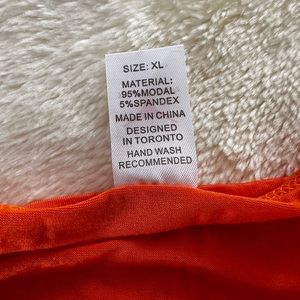 SIZE: XL
MATERIAL:
95%MODAL
5%SPANDEX
MADE IN CHINA
DESIGNED
IN TORONTO
HAND WASH
RECOMMENDED